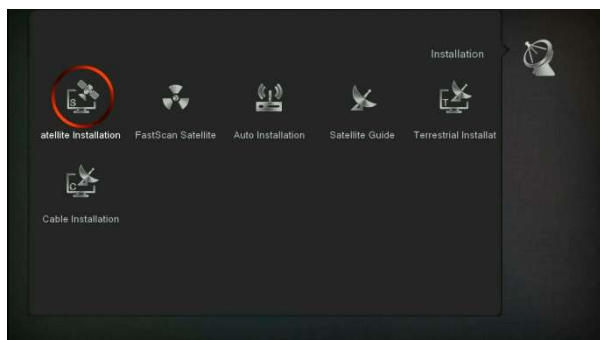 Installation
atellite Installation
FastScan Satellite
Auto Installation
Satellite Guide
Terrestrial Installat
Cable Installation